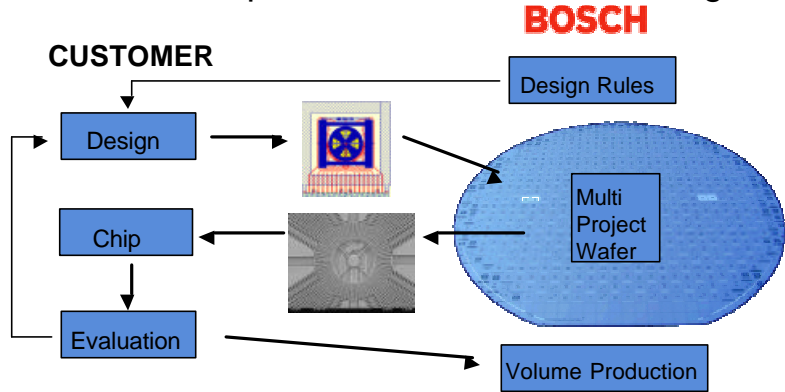 BOSCH
CUSTOMER
Design Rules
Design
Multi
Project
Wafer
Chip
Evaluation
Volume Production